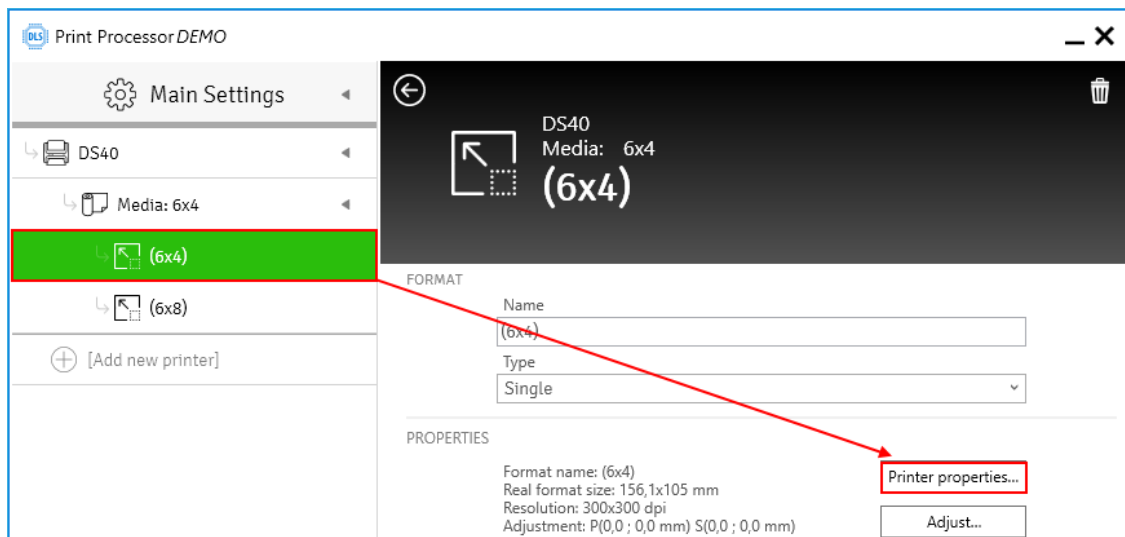 DLS
Print Processor DEMO
Main Settings
DS40
Media: 6x4
(6x4)
(6x8)
[Add new printer]
DS40
Media: 6x4
(6x4)
FORMAT
Name
(6x4)
Type
Single
PROPERTIES
Format name: (6x4)
Real format size: 156,1x105 mm
Resolution: 300x300 dpi
Adjustment: P(0,0 ; 0,0 mm) S(0,0 ; 0,0 mm)
Printer properties...
Adjust...